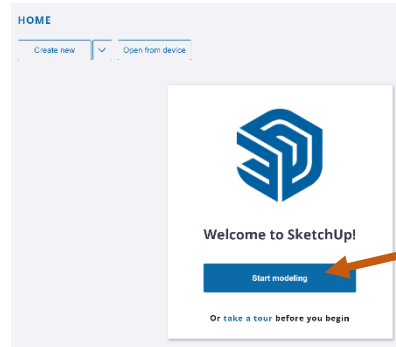 HOME
Create new
Open from device
Welcome to SketchUp!
Start modeling
Or take a tour before you begin